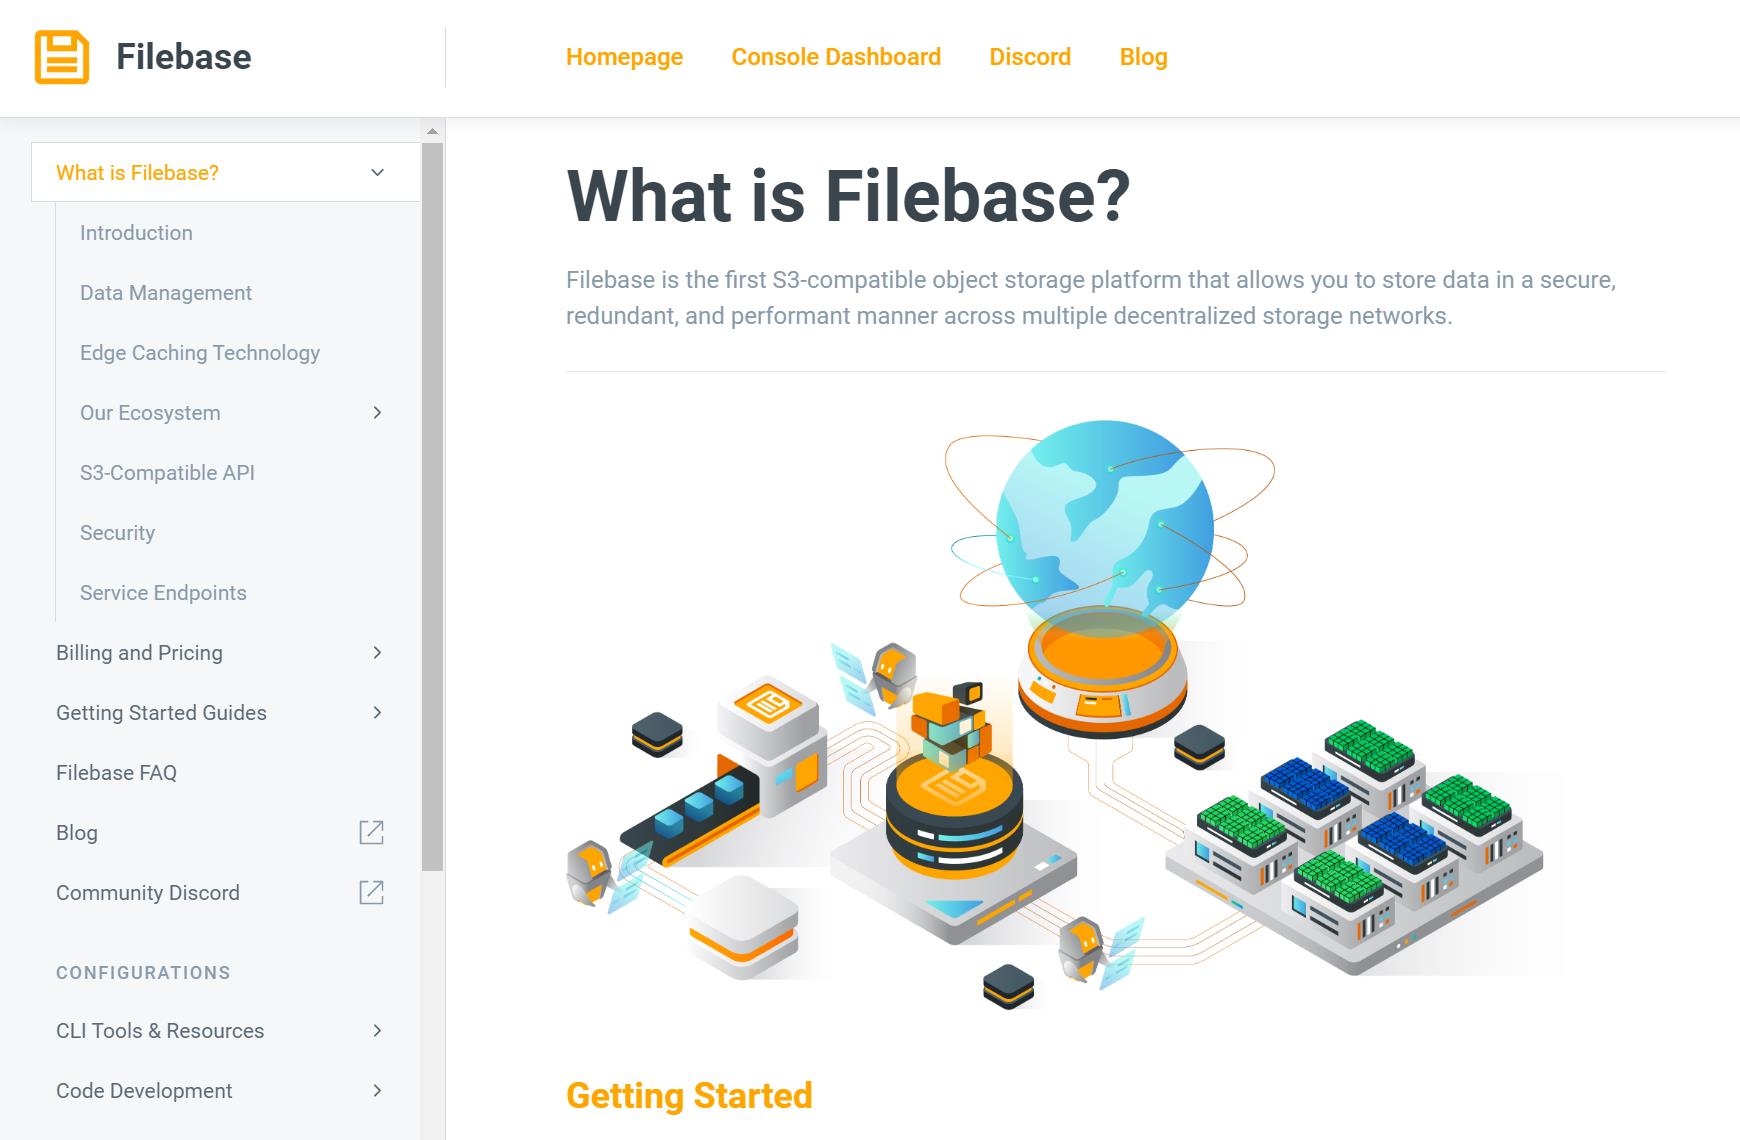 Filebase
Homepage Console Dashboard Discord Blog
What is Filebase?
Introduction
Data Management
Edge Caching Technology
Our Ecosystem
S3-Compatible API
Security
Service Endpoints
Billing and Pricing
Getting Started Guides
Filebase FAQ
Blog
Community Discord
CONFIGURATIONS
CLI Tools & Resources
Code Development
What is Filebase?
Filebase is the first S3-compatible object storage platform that allows you to store data in a secure,
redundant, and performant manner across multiple decentralized storage networks.
Getting Started